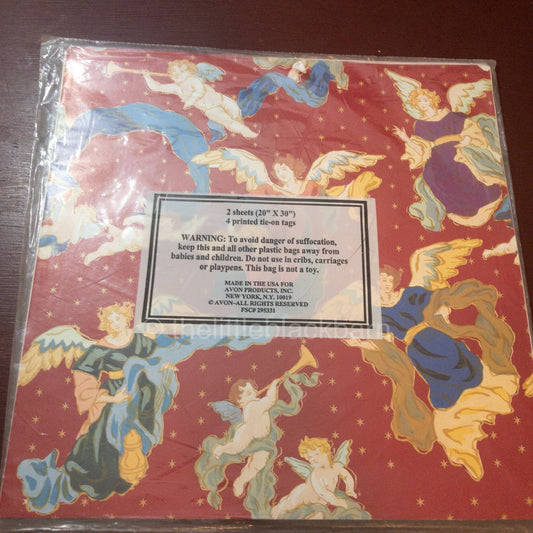 2 sheets (20" X 30")
4 printed tie-on tags
WARNING: To avoid danger of suffocation,
keep this and all other plastic bags away from
babies and children. Do not use in cribs, carriages
or playpens. This bag is not a toy.
MADE IN THE USA FOR
AVON PRODUCTS, INC.
NEW YORK, N.Y. 10019
© AVON-ALL RIGHTS RESERVED
FSC# 295331
© thelittleblackbarn